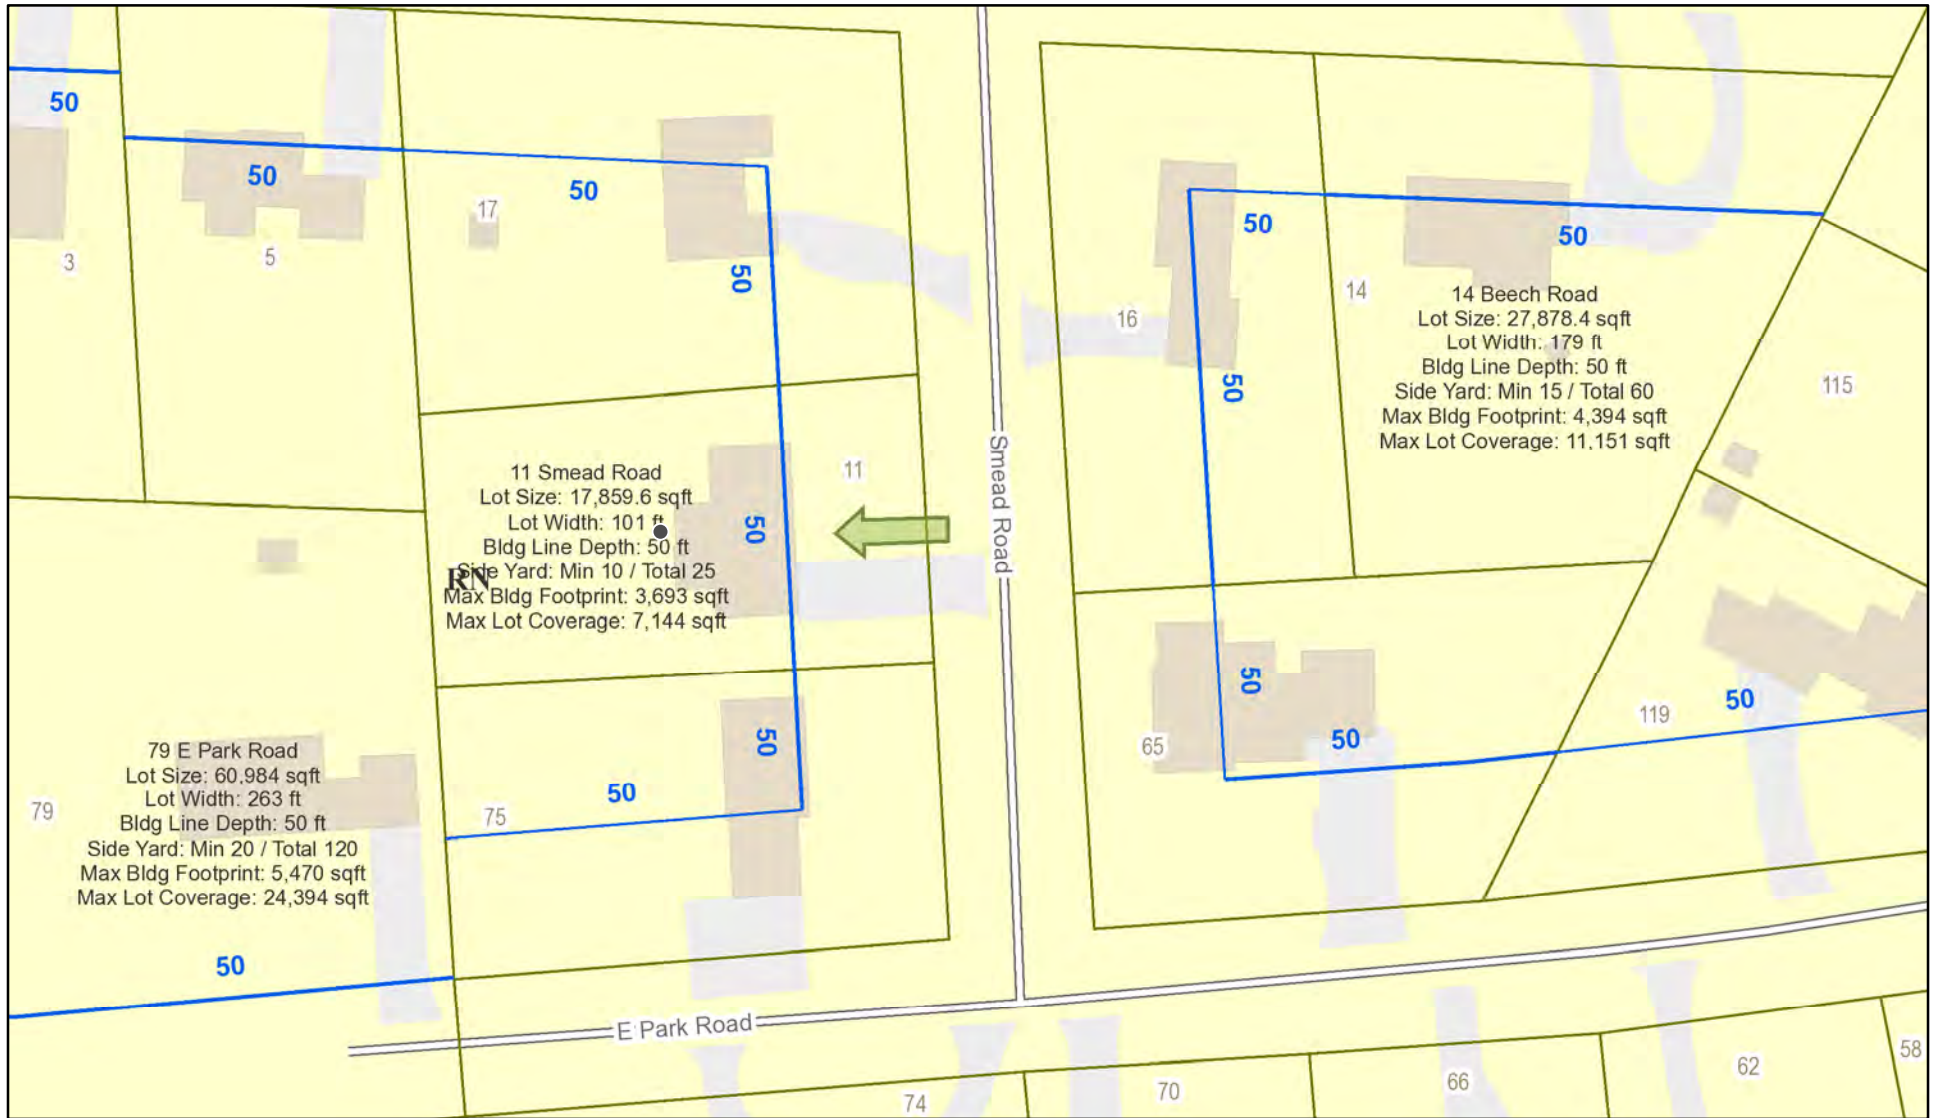 50
50
50
17
3
5
50
50
50
16
14
50
14 Beech Road
Lot Size: 27,878.4 sqft
Lot Width: 179 ft
Bldg Line Depth: 50 ft
Side Yard: Min 15 / Total 60
Max Bldg Footprint: 4,394 sqft
Max Lot Coverage: 11,151 sqft
115
Smead Road
11
50
11 Smead Road
Lot Size: 17,859.6 sqft
Lot Width: 101 ft
Bldg Line Depth: 50 ft
Side Yard: Min 10 / Total 25
RN
Max Bldg Footprint: 3,693 sqft
Max Lot Coverage: 7,144 sqft
50
50
119
65
50
50
50
75
79 E Park Road
Lot Size: 60,984 sqft
Lot Width: 263 ft
Bldg Line Depth: 50 ft
Side Yard: Min 20 / Total 120
Max Bldg Footprint: 5,470 sqft
Max Lot Coverage: 24,394 sqft
79
50
E Park Road
74
70
66
62
58